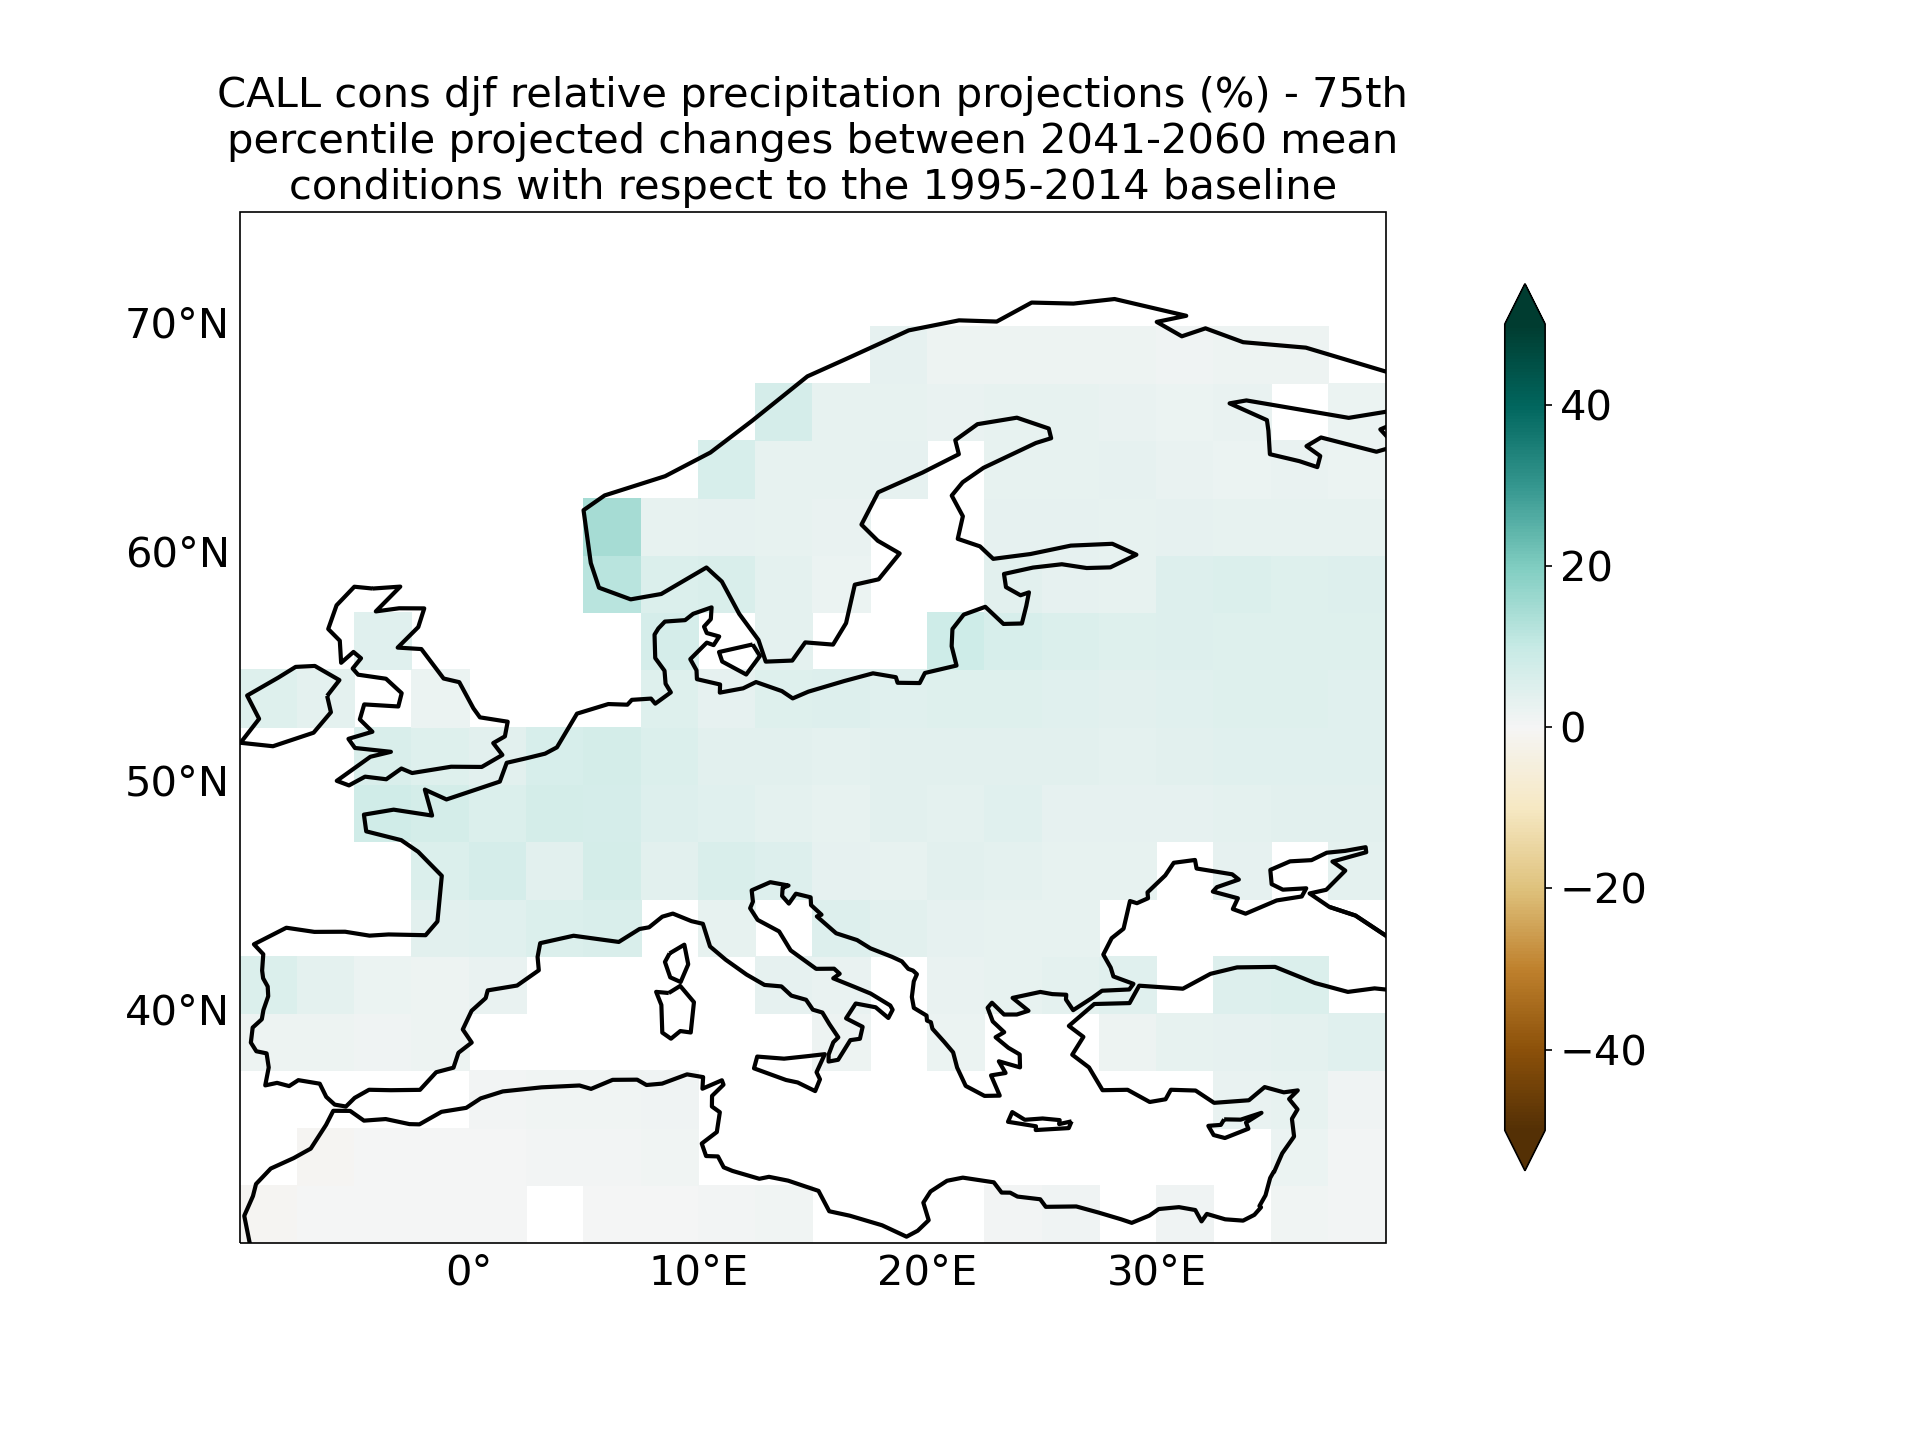 CALL cons djf relative precipitation projections (%) - 75th
percentile projected changes between 2041-2060 mean
conditions with respect to the 1995-2014 baseline
70°N
60°N
50°N
40°N
0°
10°E
20°E
30°E
40
20
0
−20
−40